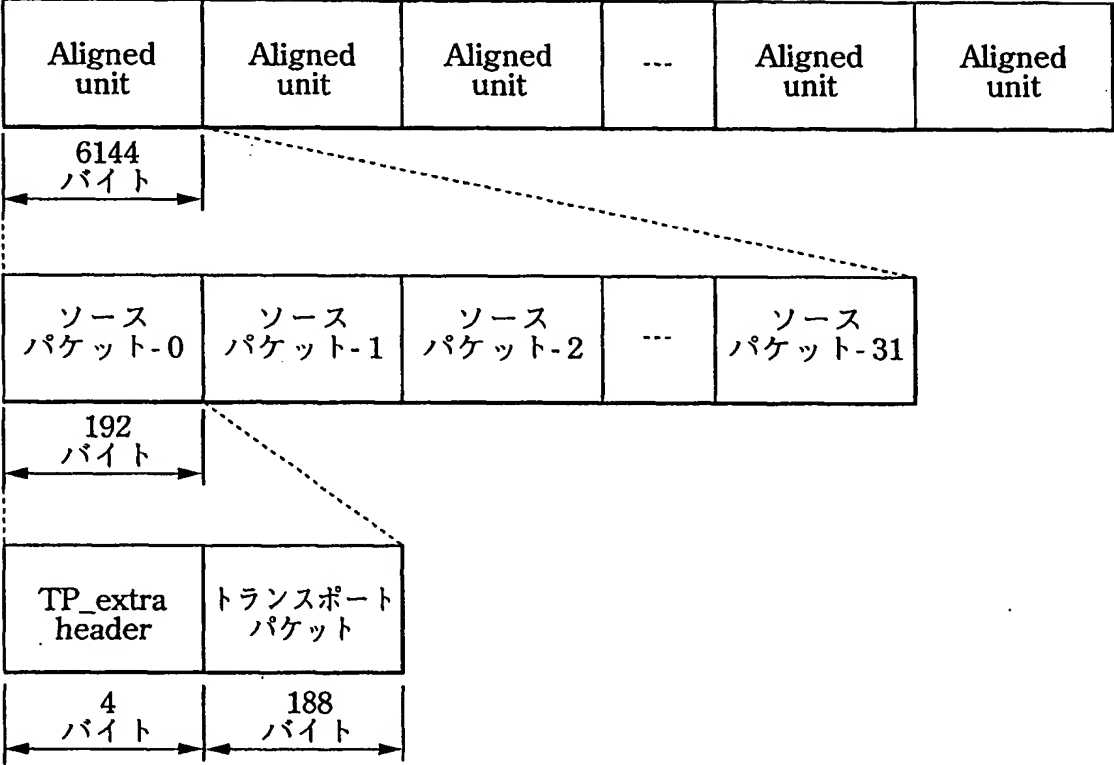 Aligned
unit
Aligned
unit
Aligned
unit
---
Aligned
unit
Aligned
unit
6144
バイト
ソース
パケット-0
ソース
パケット-1
ソース
パケット-2
---
ソース
パケット-31
192
バイト
TP_extra
header
トランスポート
パケット
4
バイト
188
バイト